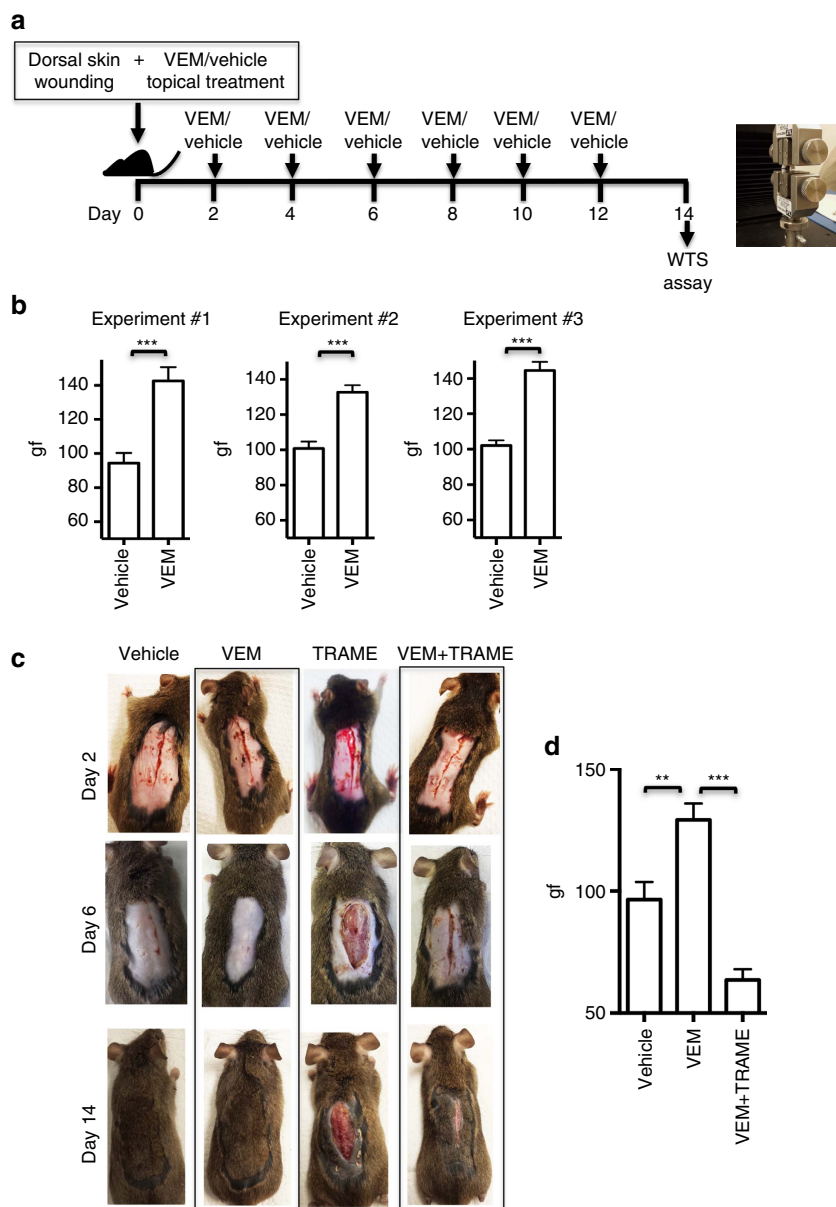 a
Dorsal skin + VEM/vehicle
wounding topical treatment
VEM/ VEM/ VEM/ VEM/ VEM/ VEM/
vehicle vehicle vehicle vehicle vehicle vehicle
Day 0 2 4 6 8 10 12 14
WTS
assay
b
Experiment #1
***
140
120
100
80
60
gf
Vehicle
VEM
Experiment #2
***
140
120
100
80
60
Vehicle
VEM
Experiment #3
***
140
120
100
80
60
Vehicle
VEM
c
Vehicle VEM TRAME VEM+TRAME
Day 2
Day 6
Day 14
d
150
** ***
100
50
gf
Vehicle
VEM
VEM+TRAME